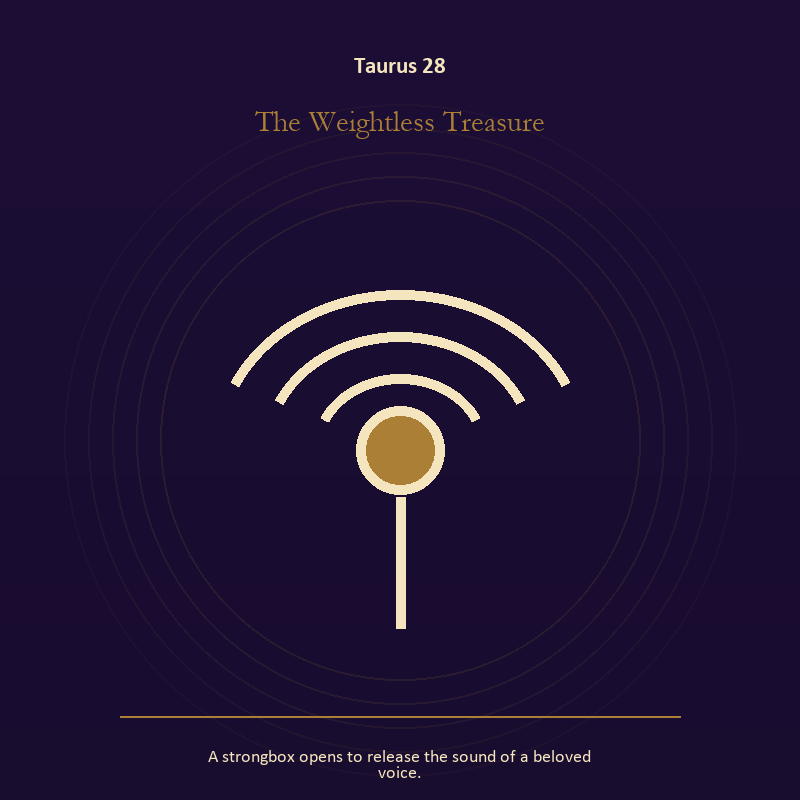 Taurus 28
The Weightless Treasure
A strongbox opens to release the sound of a beloved
voice.